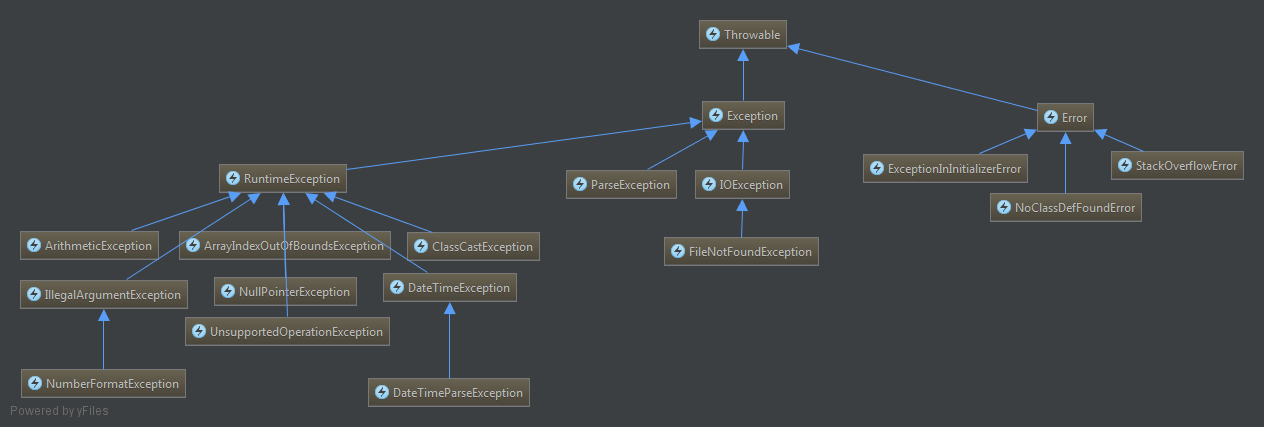 Throwable
Exception
Error
RuntimeException
ParseException
IOException
ExceptionInInitializerError
StackOverflowError
NoClassDefFoundError
ArithmeticException
ArrayIndexOutOfBoundsException
ClassCastException
FileNotFoundException
IllegalArgumentException
NullPointerException
DateTimeException
UnsupportedOperationException
NumberFormatException
DateTimeParseException
Powered by yFiles